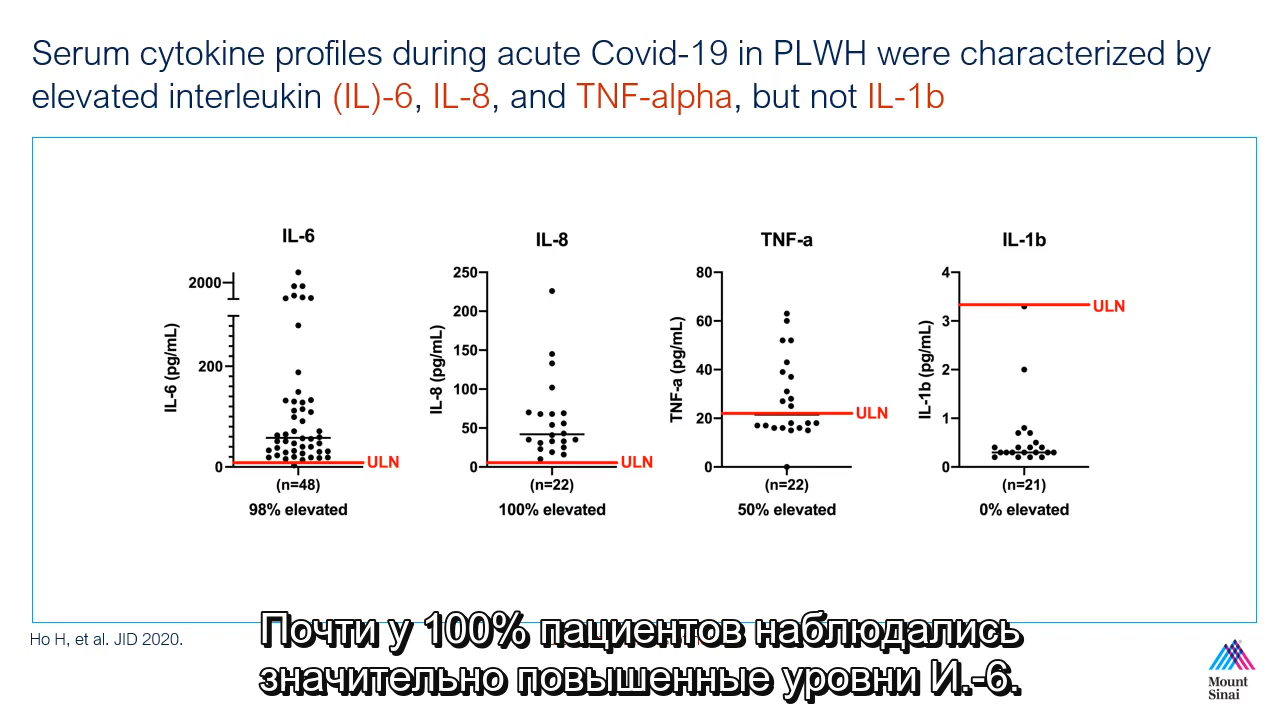 Serum cytokine profiles during acute Covid-19 in PLWH were characterized by
elevated interleukin (IL)-6, IL-8, and TNF-alpha, but not IL-1b
IL-6
2000
200
0
IL-6 (pg/mL)
ULN
(n=48)
98% elevated
IL-8
250
200
150
100
50
0
IL-8 (pg/mL)
ULN
(n=22)
100% elevated
TNF-a
80
60
40
20
0
TNF-a (pg/mL)
ULN
(n=22)
50% elevated
IL-1b
4
3
2
1
0
IL-1b (pg/mL)
ULN
(n=21)
0% elevated
Ho H, et al. JID 2020.
Почти у 100% пациентов наблюдались
значительно повышенные уровни И.-6.
Mount
Sinai